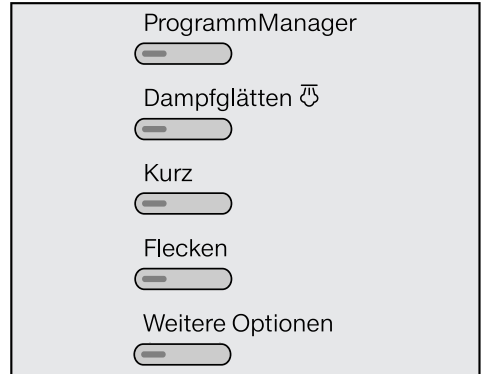 ProgrammManager
Dampfglätten
Kurz
Flecken
Weitere Optionen